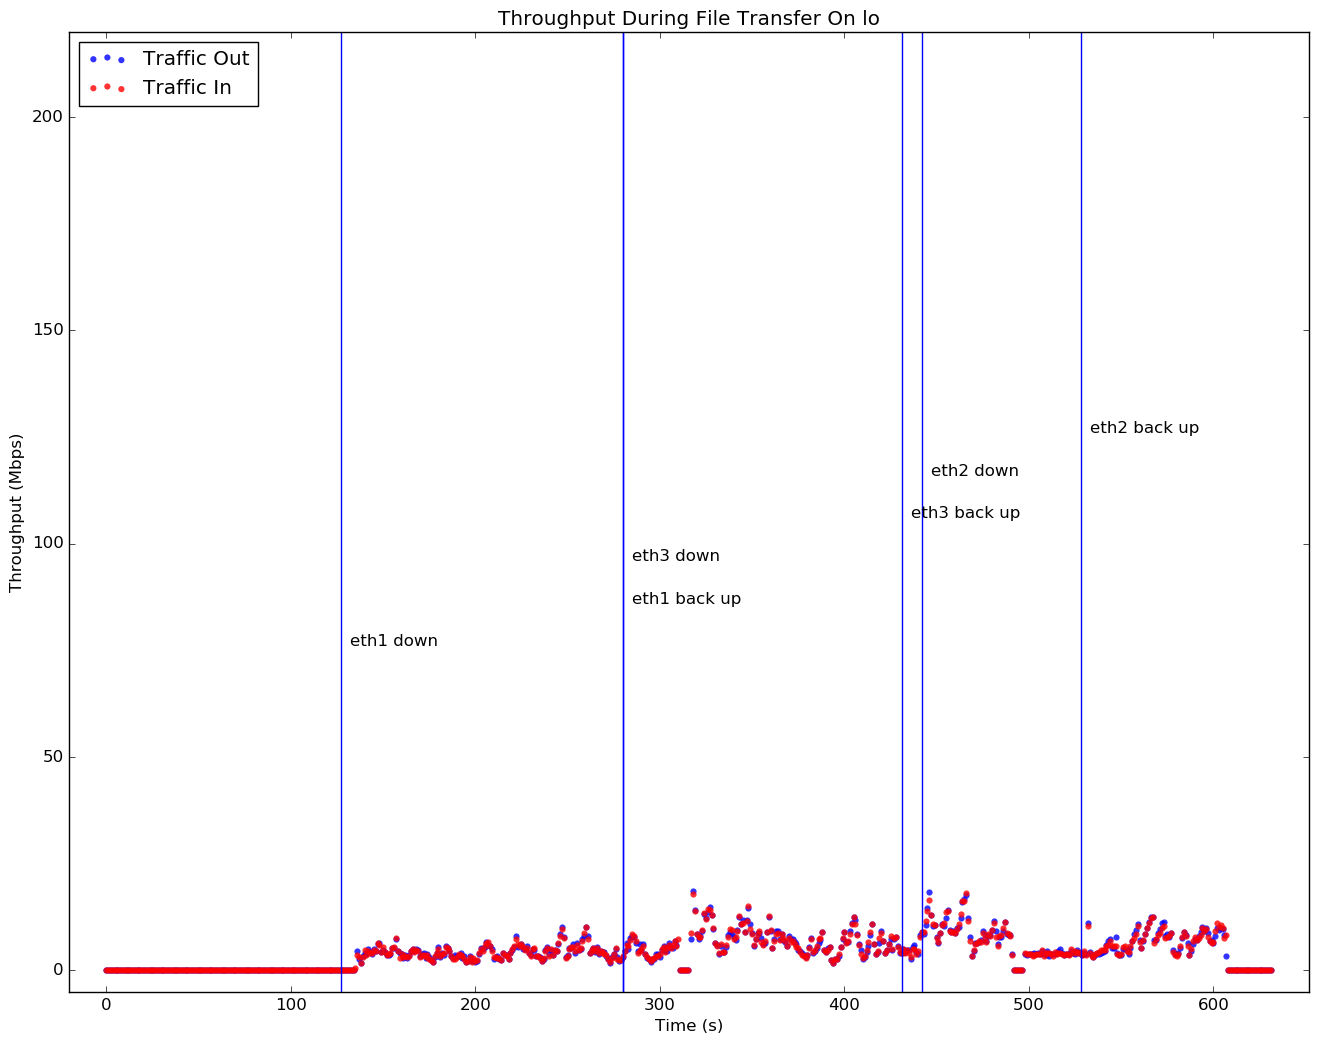 Throughput During File Transfer On lo
Traffic Out
Traffic In
200
150
100
50
0
Throughput (Mbps)
eth2 back up
eth2 down
eth3 back up
eth3 down
eth1 back up
eth1 down
0 100 200 300 400 500 600
Time (s)